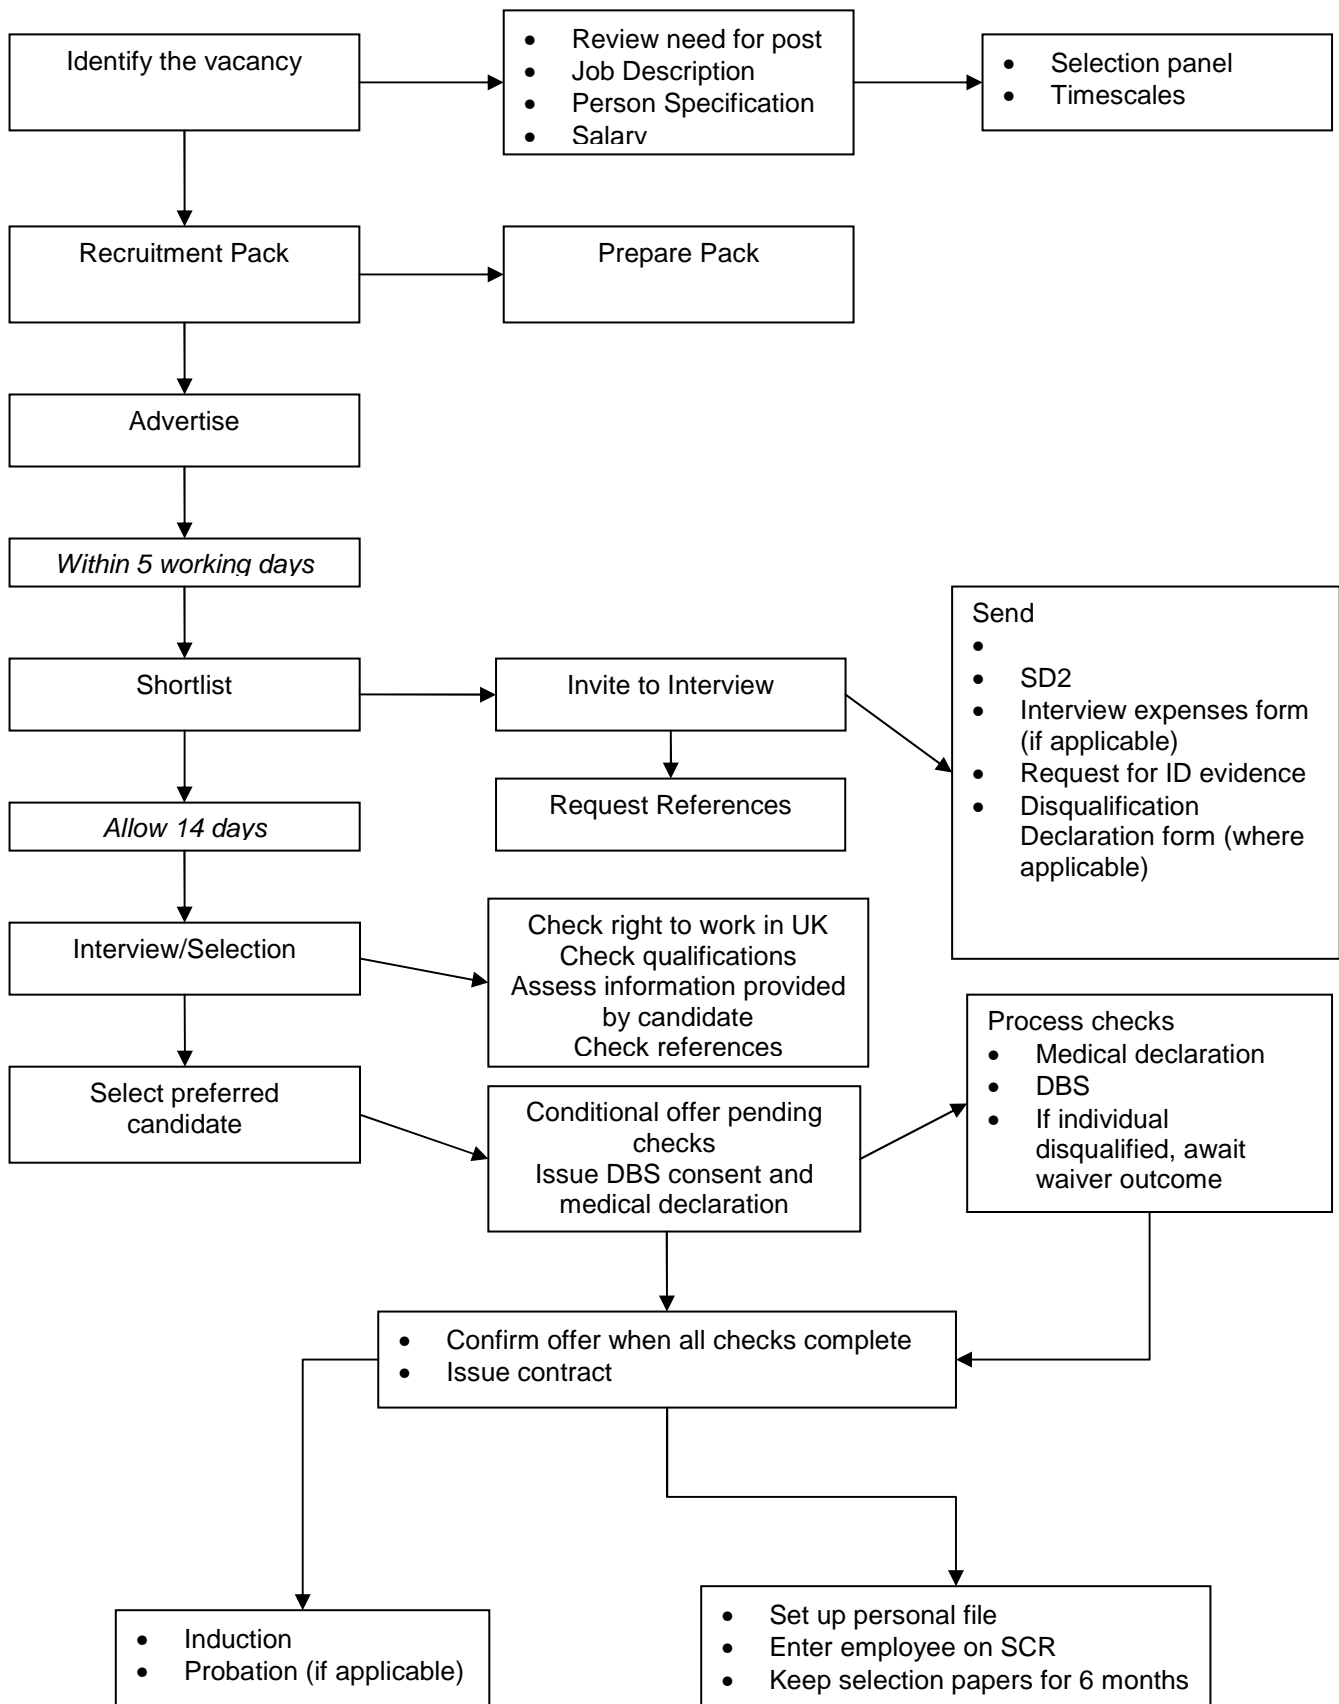 Identify the vacancy
• Review need for post
• Job Description
• Person Specification
• Salary
• Selection panel
• Timescales
Recruitment Pack
Prepare Pack
Advertise
Within 5 working days
Shortlist
Invite to Interview
Send
•
• SD2
• Interview expenses form
(if applicable)
• Request for ID evidence
• Disqualification
Declaration form (where
applicable)
Request References
Allow 14 days
Interview/Selection
Check right to work in UK
Check qualifications
Assess information provided
by candidate
Check references
Select preferred
candidate
Conditional offer pending
checks
Issue DBS consent and
medical declaration
Process checks
• Medical declaration
• DBS
• If individual
disqualified, await
waiver outcome
• Confirm offer when all checks complete
• Issue contract
• Induction
• Probation (if applicable)
• Set up personal file
• Enter employee on SCR
• Keep selection papers for 6 months